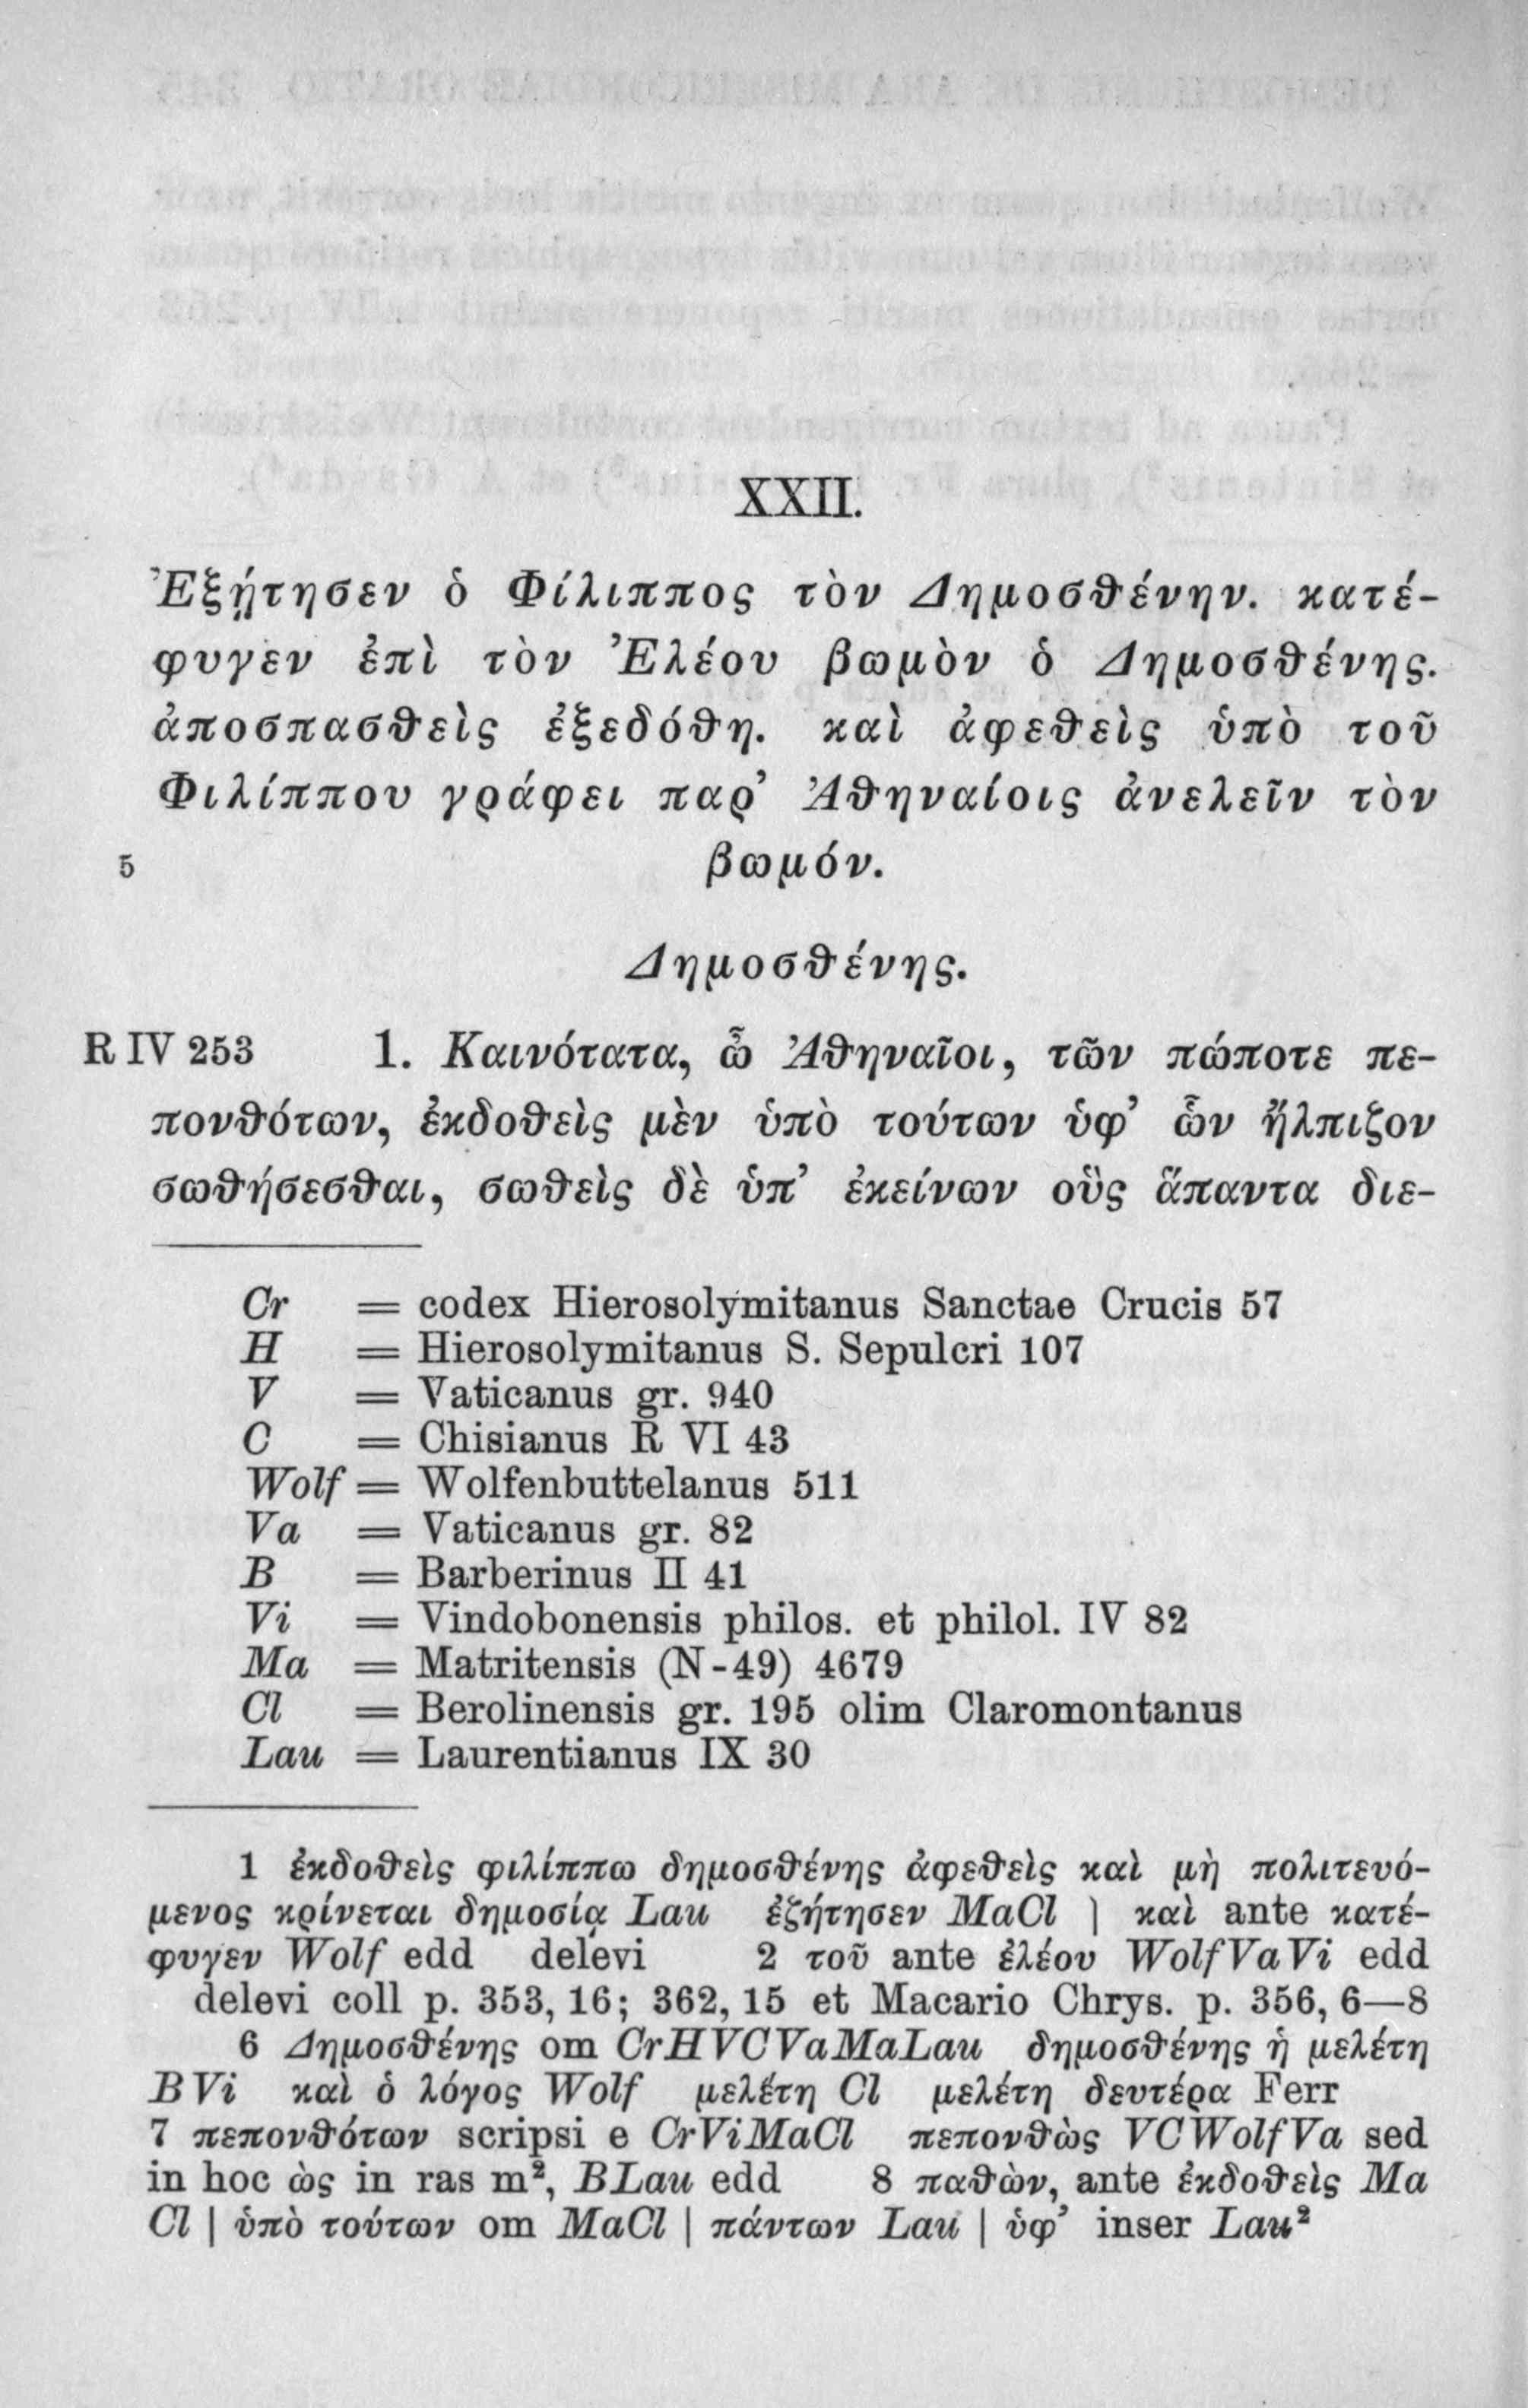 XXII.
Ἐξῄτησεν ὁ Φίλιππος τὸν Δημοσθένην. κατέ-
φυγεν ἐπὶ τὸν Ἐλέου βωμὸν ὁ Δημοσθένης.
ἀποσπασθεὶς ἐξεδόθη. καὶ ἀφεθεὶς ὑπὸ τοῦ
Φιλίππου γράφει παρ’ Ἀθηναίοις ἀνελεῖν τὸν
5 βωμόν.
Δημοσθένης.
R IV 253 1. Καινότατα, ὦ Ἀθηναῖοι, τῶν πώποτε πε-
πονθότων, ἐκδοθεὶς μὲν ὑπὸ τούτων ὑφ’ ὧν ἤλπιζον
σωθήσεσθαι, σωθεὶς δὲ ὑπ’ ἐκείνων οὓς ἅπαντα διε-
Cr = codex Hierosolymitanus Sanctae Crucis 57
H = Hierosolymitanus S. Sepulcri 107
V = Vaticanus gr. 940
C = Chisianus R VI 43
Wolf = Wolfenbuttelanus 511
Va = Vaticanus gr. 82
B = Barberinus II 41
Vi = Vindobonensis philos. et philol. IV 82
Ma = Matritensis (N-49) 4679
Cl = Berolinensis gr. 195 olim Claromontanus
Lau = Laurentianus IX 30
1 ἐκδοθεὶς φιλίππω δημοσθένης ἀφεθεὶς καὶ μὴ πολιτευό-
μενος κρίνεται δημοσίᾳ Lau ἐζήτησεν MaCl | καὶ ante κατέ-
φυγεν Wolf edd delevi 2 τοῦ ante ἐλέου WolfVaVi edd
delevi coll p. 353, 16; 362, 15 et Macario Chrys. p. 356, 6—8
6 Δημοσθένης om CrHVCVaMaLau δημοσθένης ἡ μελέτη
BVi καὶ ὁ λόγος Wolf μελέτη Cl μελέτη δευτέρα Ferr
7 πεπονθότων scripsi e CrViMaCl πεπονθὼς VCWolfVa sed
in hoc ὼς in ras m², BLau edd 8 παθὼν, ante ἐκδοθεὶς Ma
Cl | ὑπὸ τούτων om MaCl | πάντων Lau | ὑφ’ inser Lau²